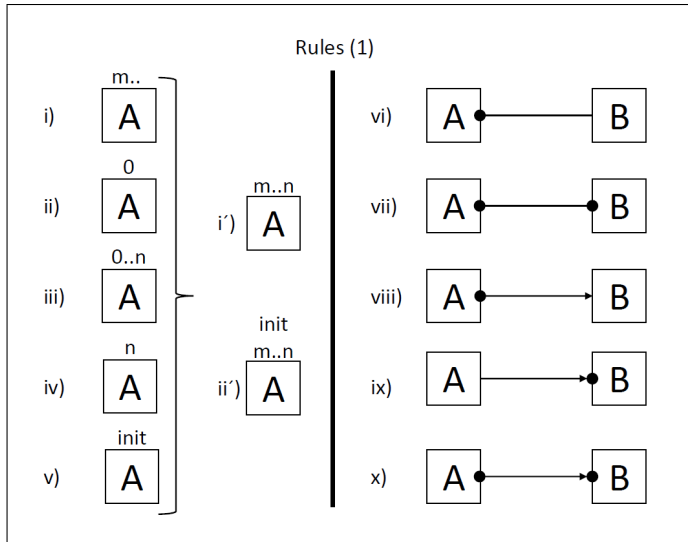 Rules (1)
m..
i) A
0
ii) A
0..n
iii) A
n
iv) A
init
v) A
m..n
i´) A
init
m..n
ii´) A
vi) A B
vii) A B
viii) A B
ix) A B
x) A B